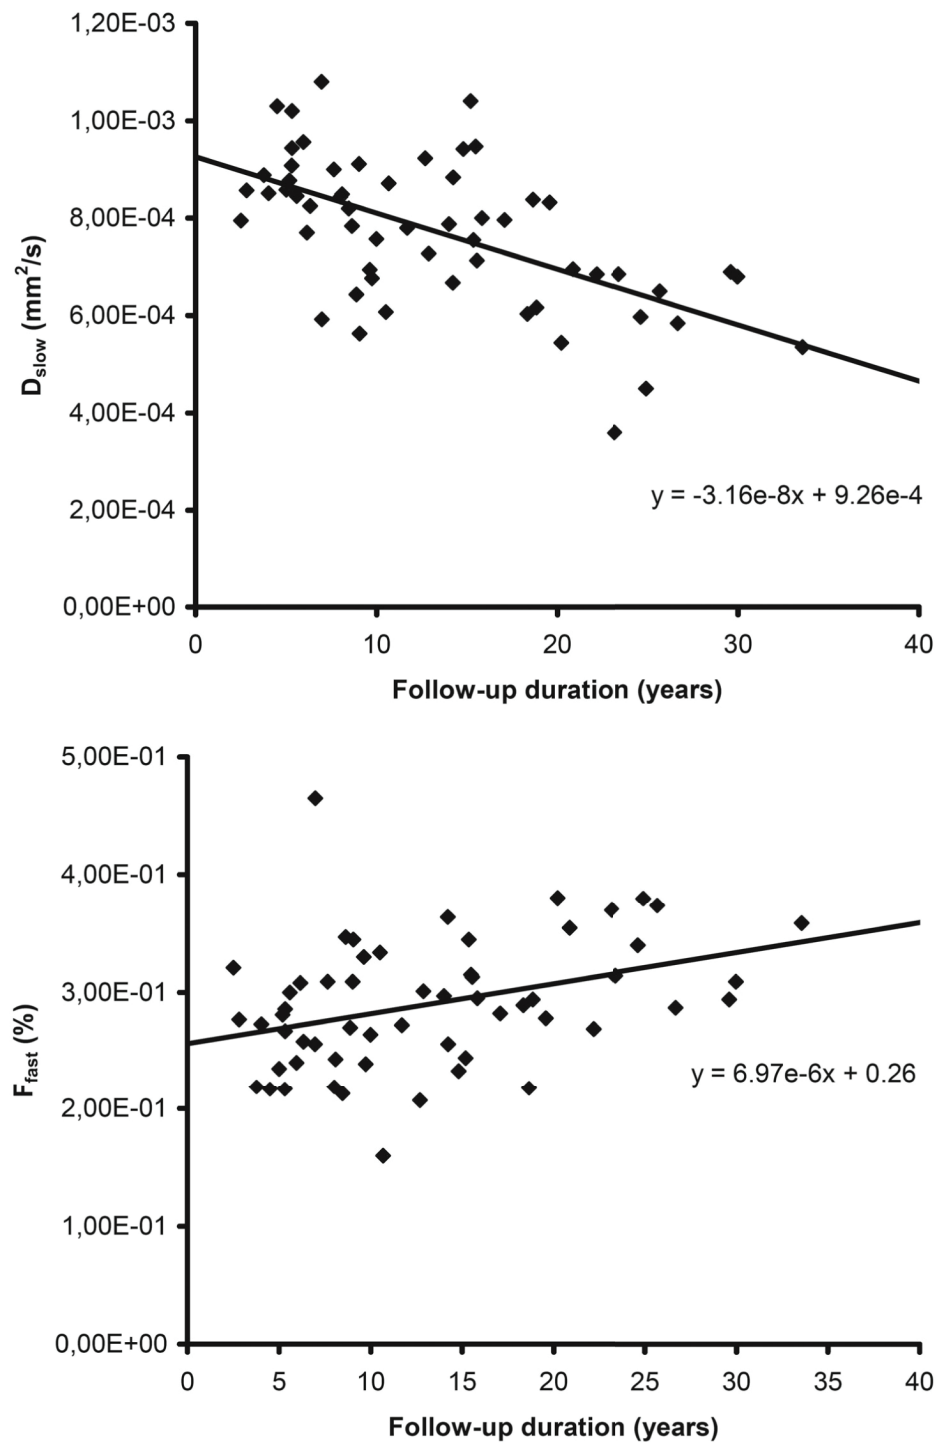 1,20E-03
1,00E-03
8,00E-04
6,00E-04
4,00E-04
2,00E-04
0,00E+00
Dslow (mm²/s)
y = -3.16e-8x + 9.26e-4
0 10 20 30 40
Follow-up duration (years)
5,00E-01
4,00E-01
3,00E-01
2,00E-01
1,00E-01
0,00E+00
Ffast (%)
y = 6.97e-6x + 0.26
0 5 10 15 20 25 30 35 40
Follow-up duration (years)